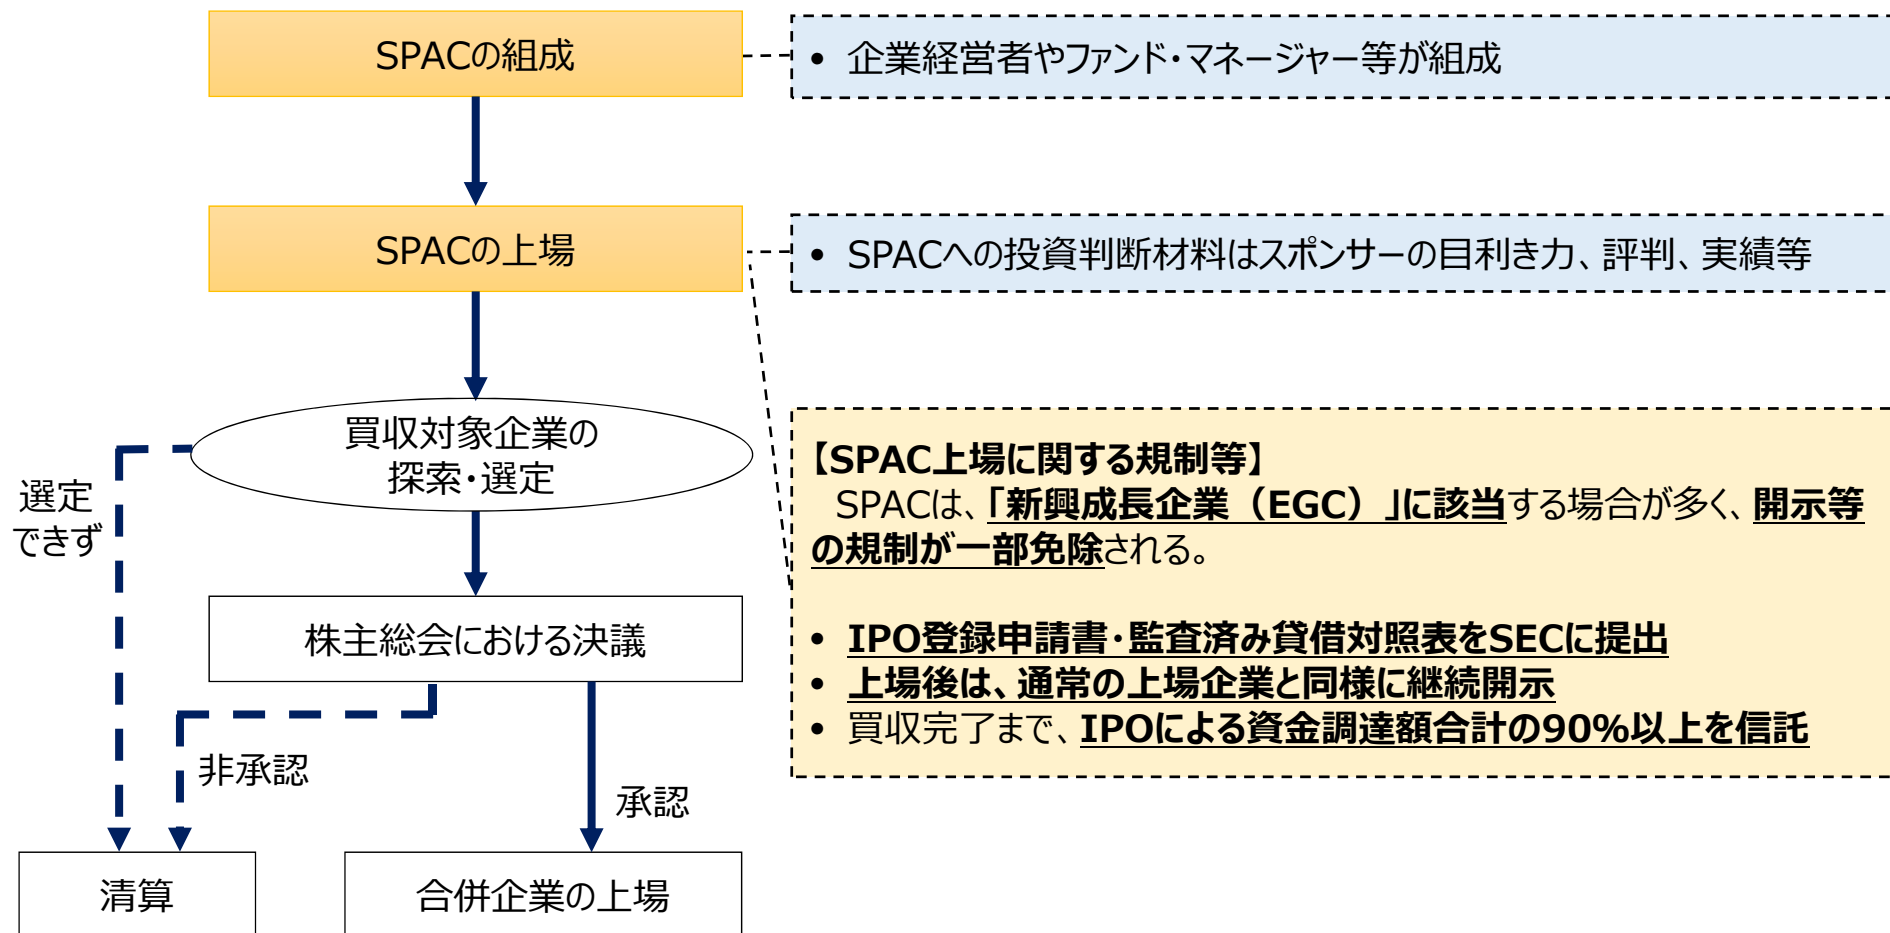 SPACの組成
• 企業経営者やファンド・マネージャー等が組成
SPACの上場
• SPACへの投資判断材料はスポンサーの目利き力、評判、実績等
買収対象企業の
探索・選定
選定
できず
【SPAC上場に関する規制等】
SPACは、「新興成長企業（EGC）」に該当する場合が多く、開示等
の規制が一部免除される。
• IPO登録申請書・監査済み貸借対照表をSECに提出
• 上場後は、通常の上場企業と同様に継続開示
• 買収完了まで、IPOによる資金調達額合計の90%以上を信託
株主総会における決議
非承認
承認
清算
合併企業の上場